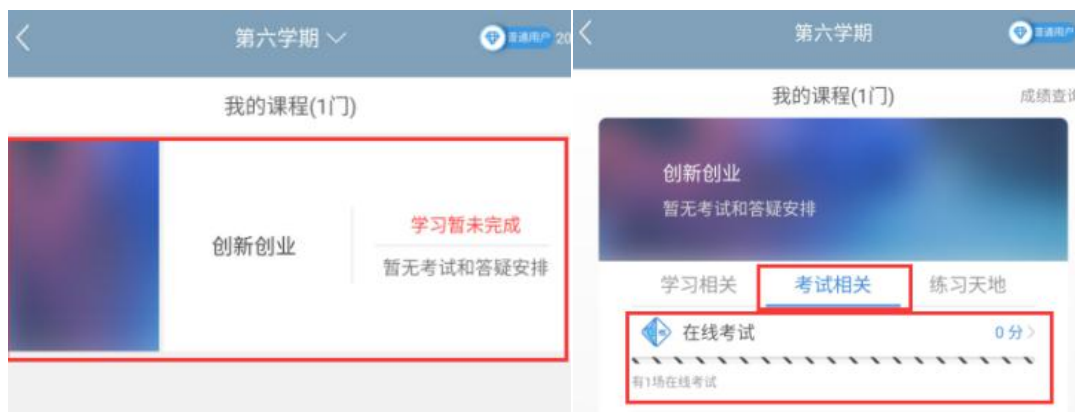 第六学期
普通用户 20
我的课程(1门)
创新创业
学习暂未完成
暂无考试和答疑安排
第六学期
普通用户
我的课程(1门)
成绩查询
创新创业
暂无考试和答疑安排
学习相关
考试相关
练习天地
在线考试
0 分
有1场在线考试